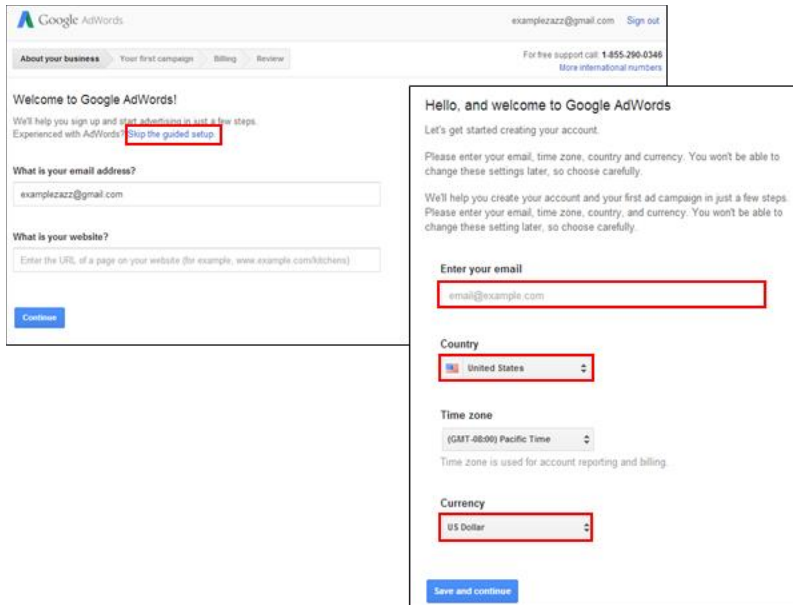 Google AdWords
examplezazz@gmail.com Sign out
About your business Your first campaign Billing Review
For free support call: 1-855-290-0346
More international numbers
Welcome to Google AdWords!
We'll help you sign up and start advertising in just a few steps.
Experienced with AdWords? Skip the guided setup.
What is your email address?
examplezazz@gmail.com
What is your website?
Enter the URL of a page on your website (for example, www.example.com/kitchens)
Continue
Hello, and welcome to Google AdWords
Let's get started creating your account.
Please enter your email, time zone, country and currency. You won't be able to
change these settings later, so choose carefully.
We'll help you create your account and your first ad campaign in just a few steps.
Please enter your email, time zone, country, and currency. You won't be able to
change these setting later, so choose carefully.
Enter your email
email@example.com
Country
United States
Time zone
(GMT-08:00) Pacific Time
Time zone is used for account reporting and billing.
Currency
US Dollar
Save and continue